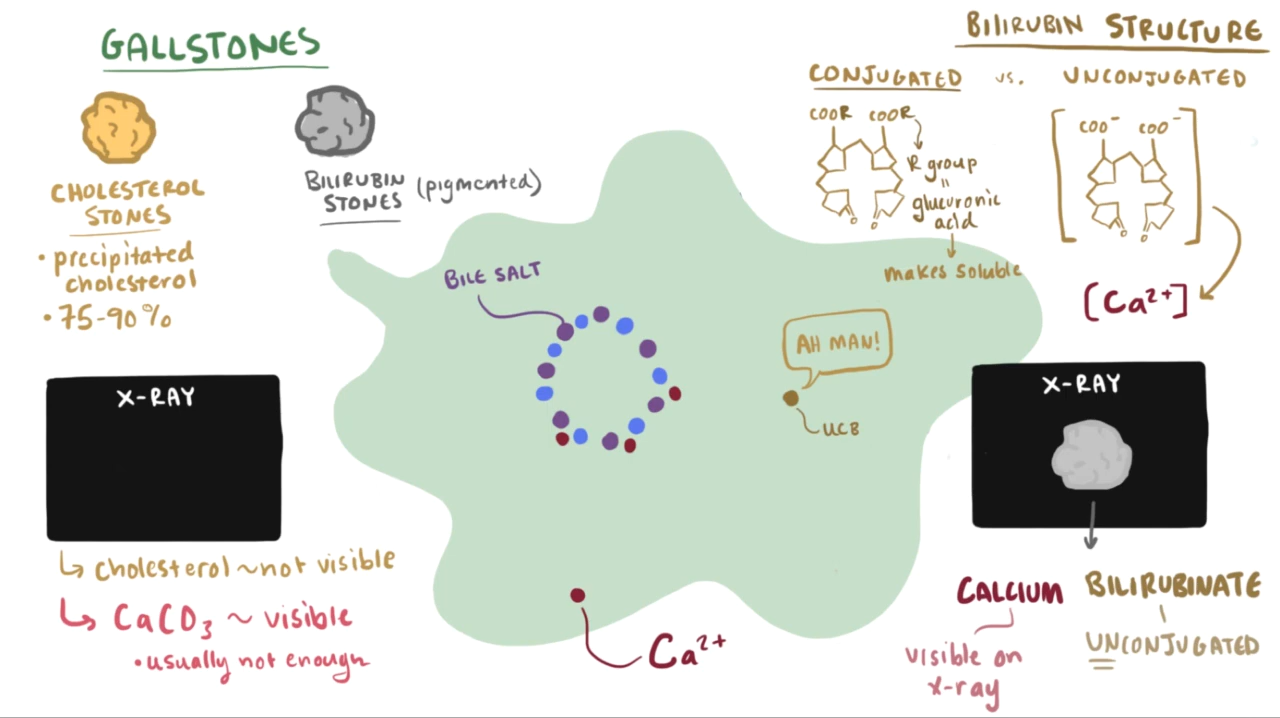 GALLSTONES
CHOLESTEROL
STONES
• precipitated
cholesterol
• 75-90%
BILIRUBIN
STONES
(pigmented)
X-RAY
↳ cholesterol ~ not visible
↳ CaCO₃ ~ visible
• usually not enough
BILE SALT
AH MAN!
UCB
Ca²⁺
BILIRUBIN STRUCTURE
CONJUGATED vs. UNCONJUGATED
COOR COOR
R group
"
glucuronic
acid
makes soluble
COO⁻ COO⁻
[Ca²⁺]
X-RAY
CALCIUM BILIRUBINATE
visible on
x-ray
UNCONJUGATED